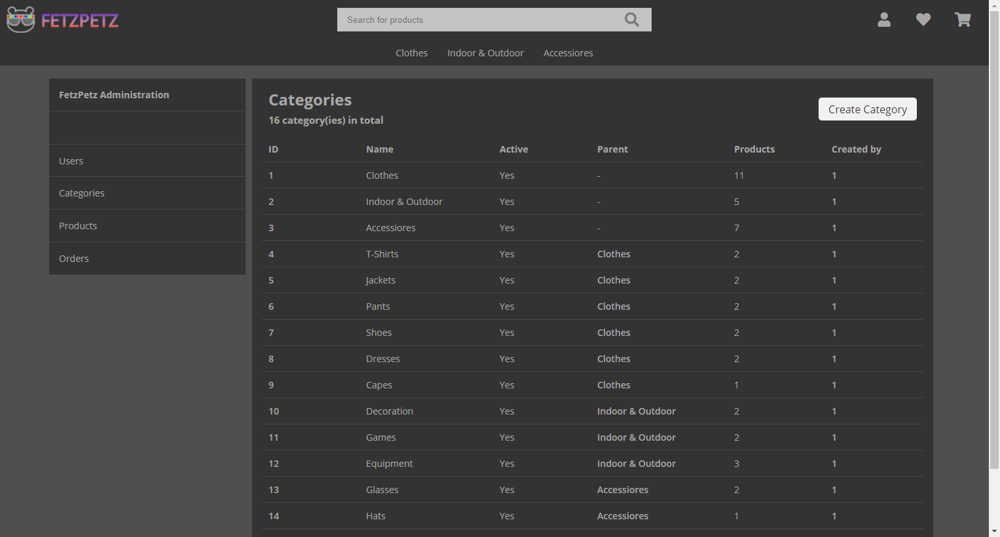 FETZPETZ
Search for products
Clothes Indoor & Outdoor Accessiores
FetzPetz Administration
Users
Categories
Products
Orders
Categories
16 category(ies) in total
Create Category
ID Name Active Parent Products Created by
1 Clothes Yes - 11 1
2 Indoor & Outdoor Yes - 5 1
3 Accessiores Yes - 7 1
4 T-Shirts Yes Clothes 2 1
5 Jackets Yes Clothes 2 1
6 Pants Yes Clothes 2 1
7 Shoes Yes Clothes 2 1
8 Dresses Yes Clothes 2 1
9 Capes Yes Clothes 1 1
10 Decoration Yes Indoor & Outdoor 2 1
11 Games Yes Indoor & Outdoor 2 1
12 Equipment Yes Indoor & Outdoor 3 1
13 Glasses Yes Accessiores 2 1
14 Hats Yes Accessiores 1 1